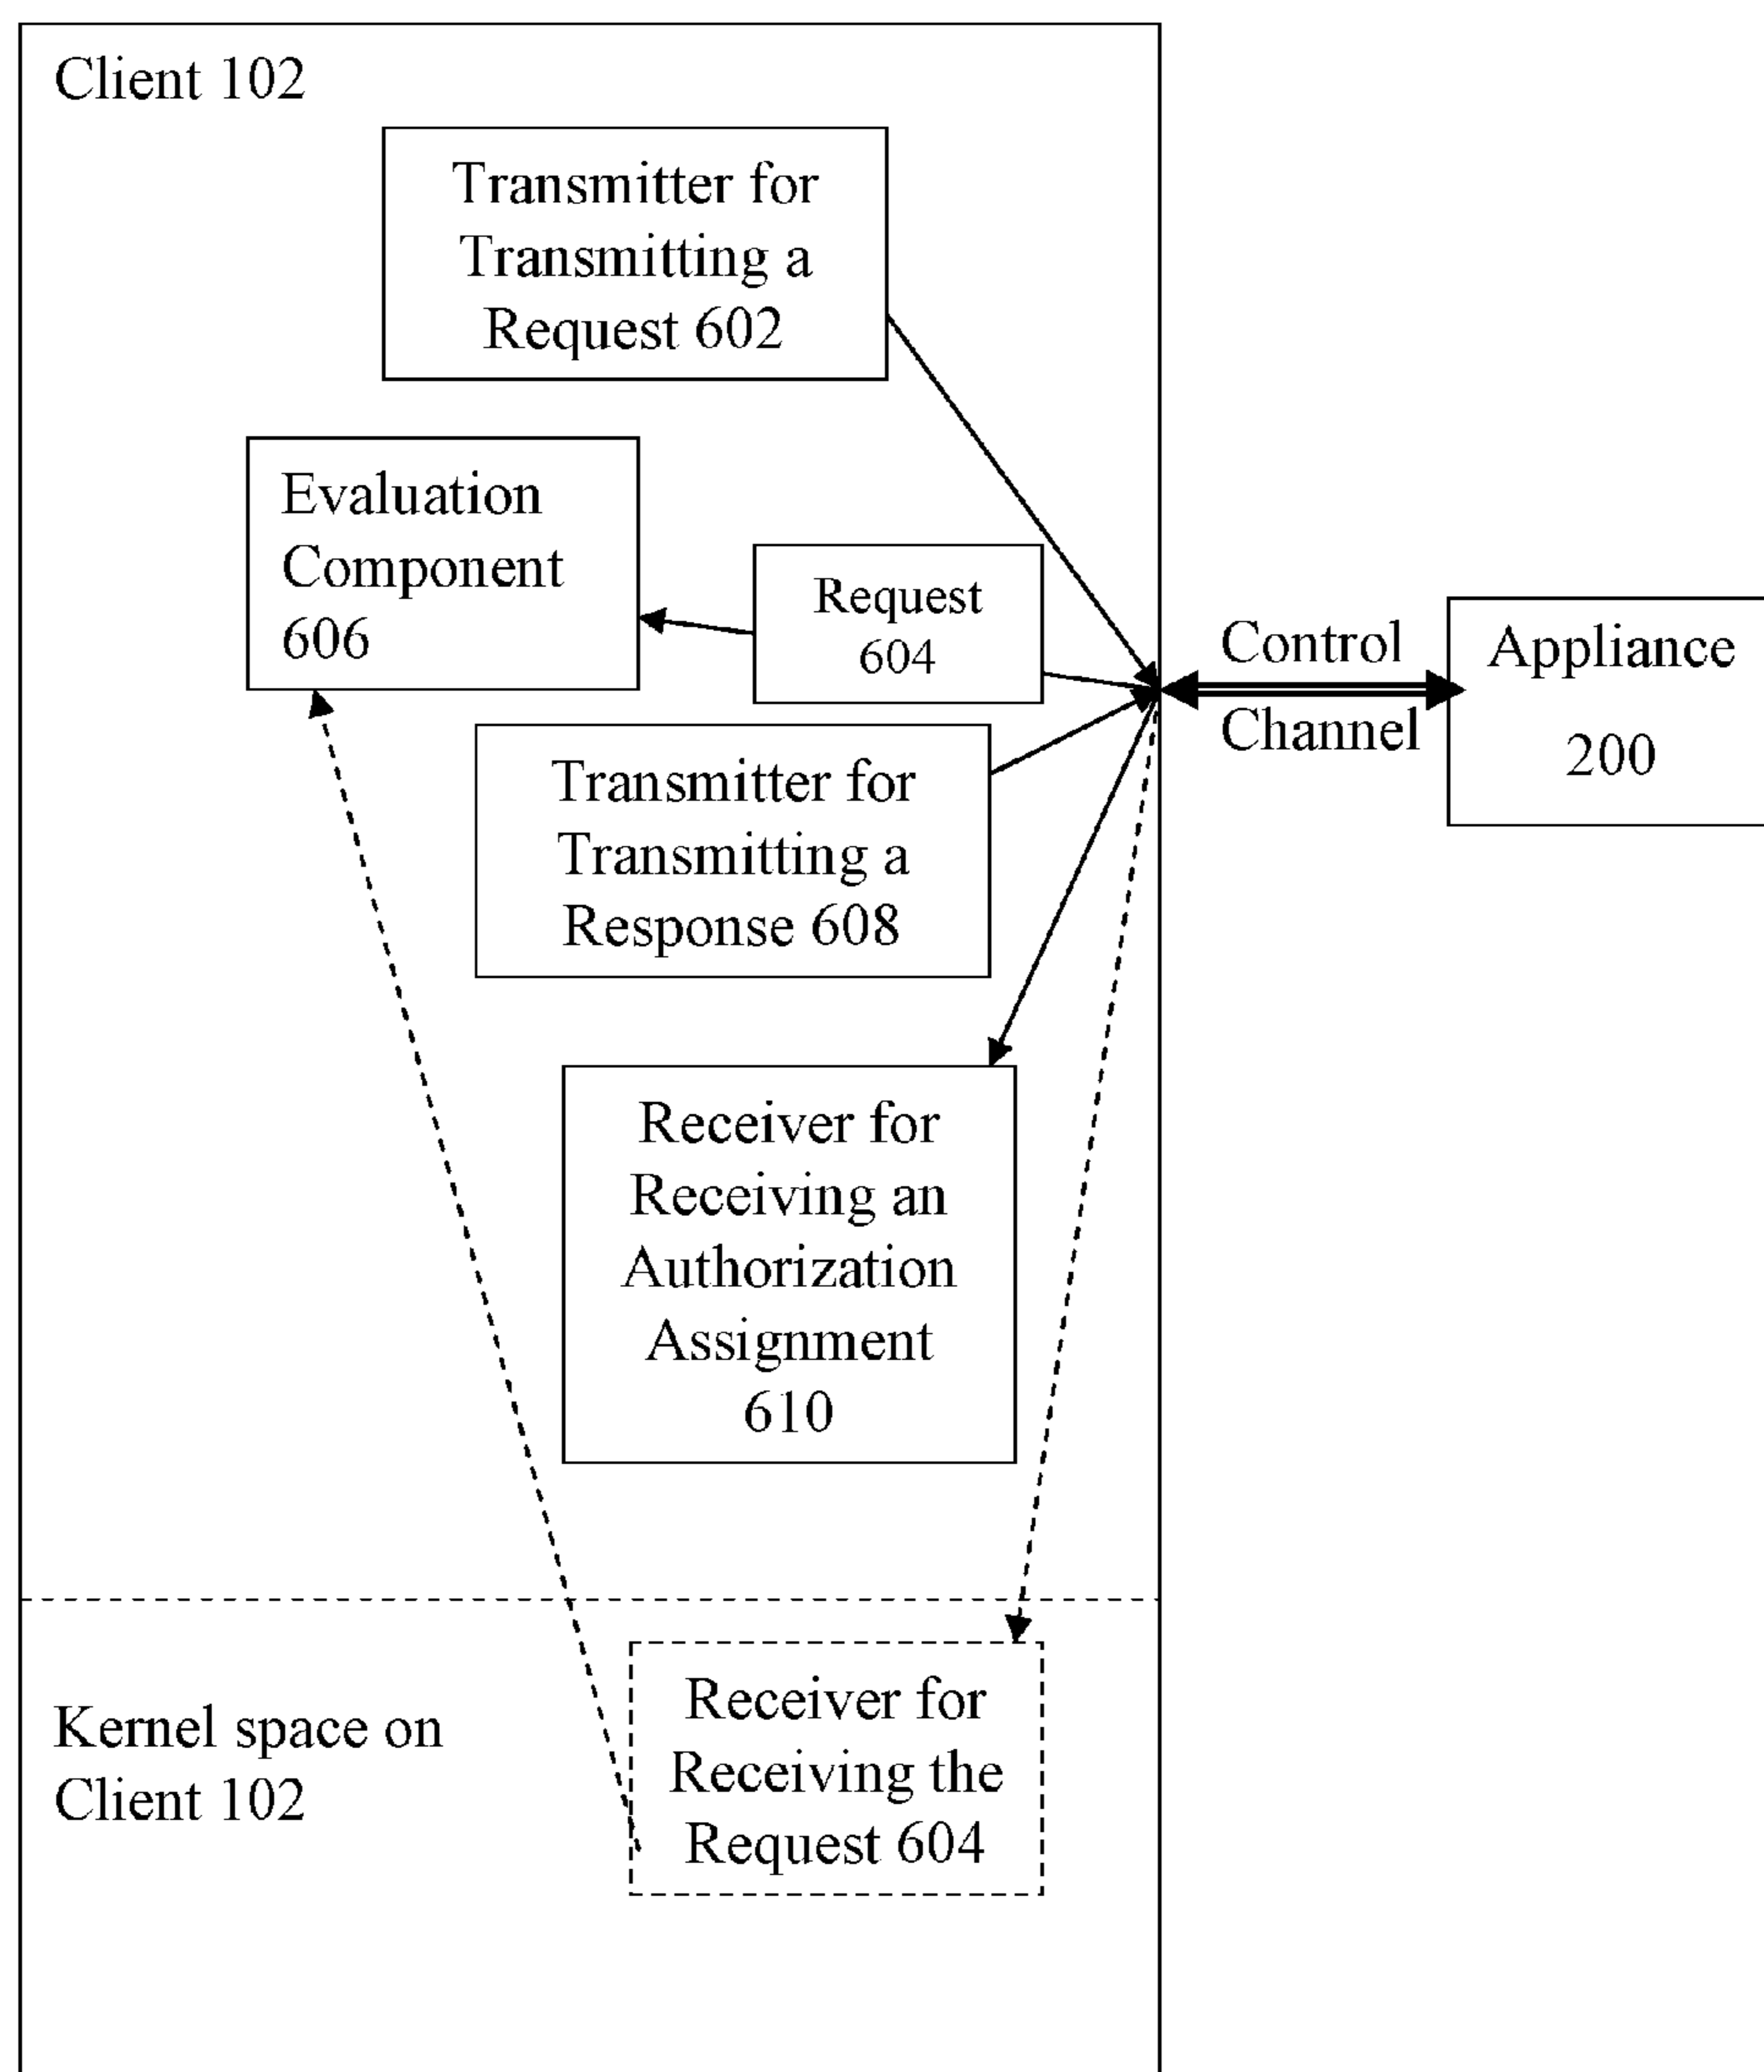 Client 102
Transmitter for
Transmitting a
Request 602
Evaluation
Component
606
Request
604
Control
Channel
Appliance
200
Transmitter for
Transmitting a
Response 608
Receiver for
Receiving an
Authorization
Assignment
610
Kernel space on
Client 102
Receiver for
Receiving the
Request 604